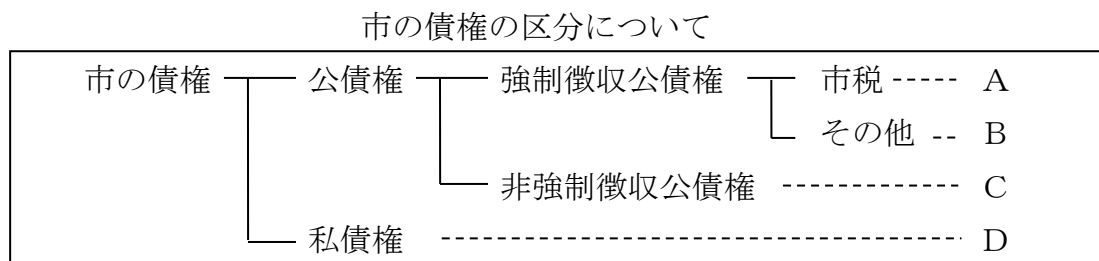 市の債権の区分について
市の債権 公債権 強制徴収公債権 市税 ----- A
その他 -- B
非強制徴収公債権 ------------- C
私債権 -------------------------------------- D